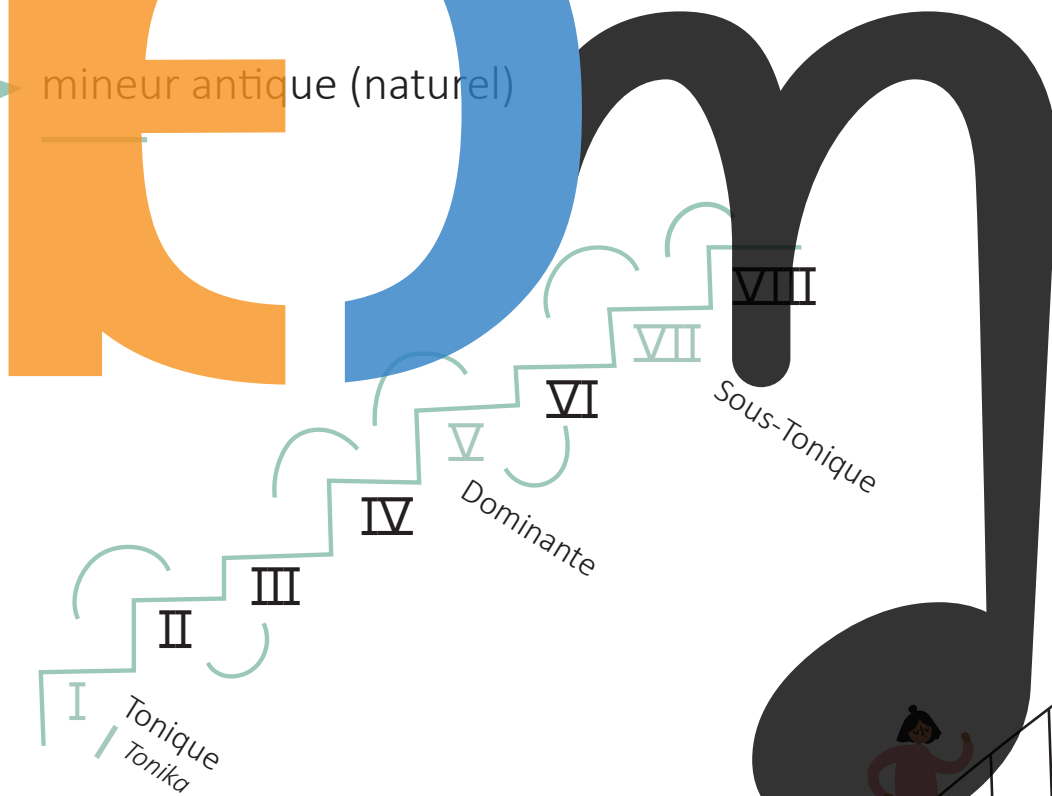 mineur antique (naturel)
VIII
VII
VI
Sous-Tonique
V
Dominante
IV
III
II
I
Tonique
Tonika